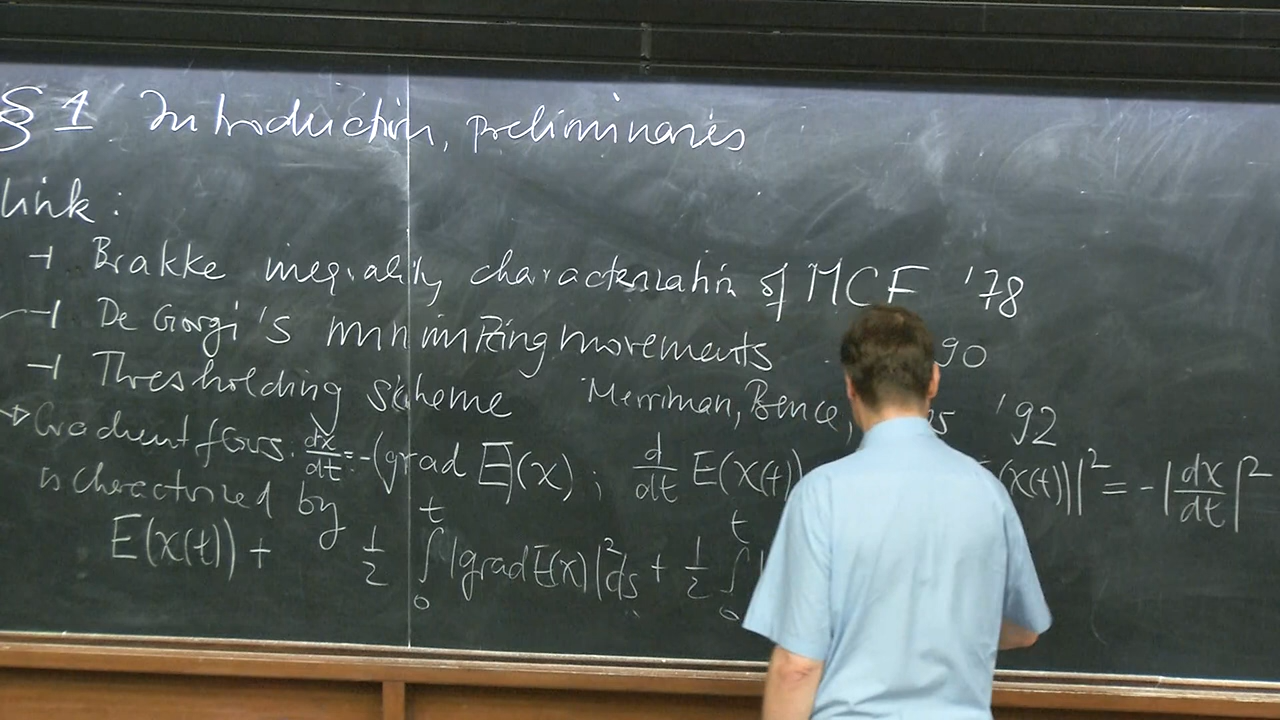 § 1 Introduction, preliminaries
Link :
- Brakke inequality characterization of MCF '78
- De Giorgi's minimizing movements 90
- Thresholding scheme Merriman, Bence, '92
→ Gradient flows. dx/dt = -(grad E)(x) ; d/dt E(x(t)) (x(t))|² = -|dx/dt|²
is charactized by
E(x(t)) + 1/2 ∫₀ᵗ |grad E(x)|² ds + 1/2 ∫₀ᵗ |